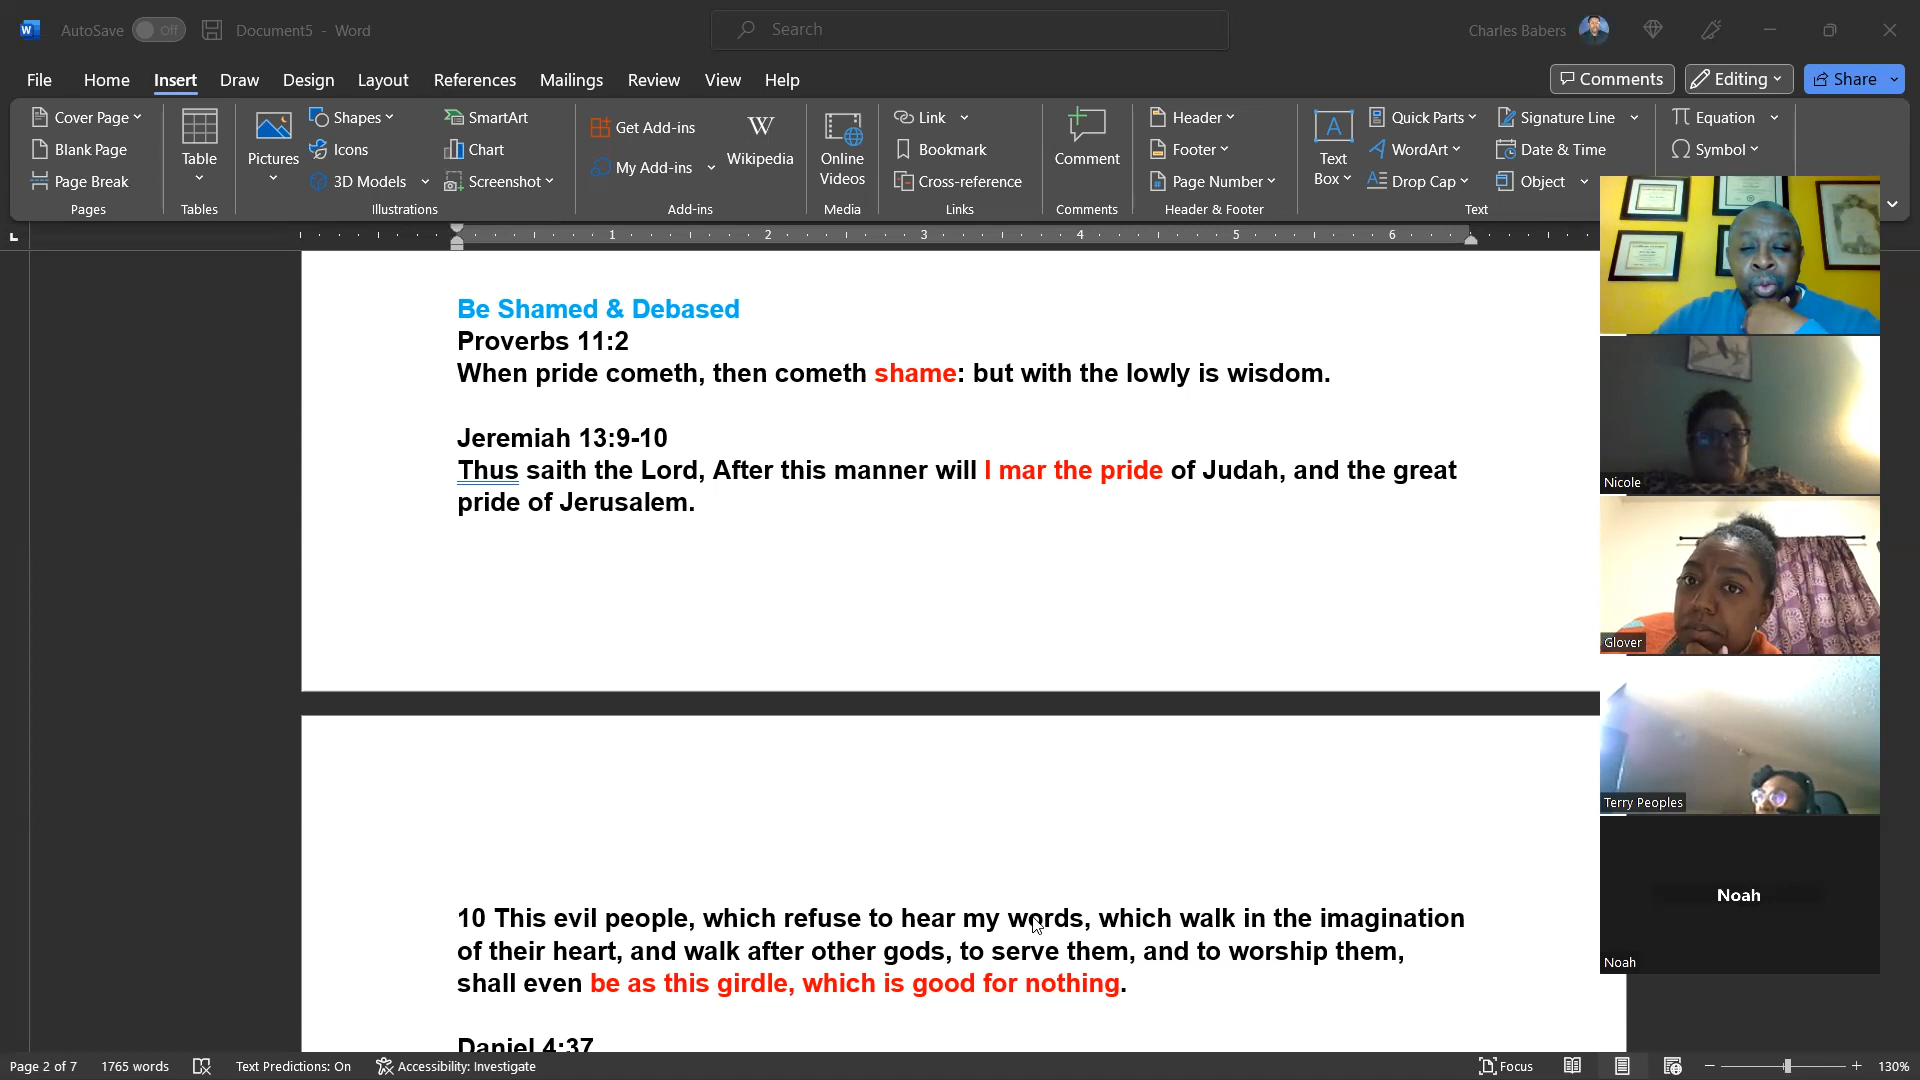 AutoSave Off Document5 - Word Search Charles Babers
File Home Insert Draw Design Layout References Mailings Review View Help Comments Editing Share
Cover Page
Blank Page
Page Break
Pages
Table
Tables
Pictures
Shapes
Icons
3D Models
SmartArt
Chart
Screenshot
Illustrations
Get Add-ins
My Add-ins
Wikipedia
Add-ins
Online
Videos
Media
Link
Bookmark
Cross-reference
Links
Comment
Comments
Header
Footer
Page Number
Header & Footer
Text
Box
Quick Parts
WordArt
Drop Cap
Signature Line
Date & Time
Object
Text
Equation
Symbol
1 2 3 4 5 6
Be Shamed & Debased
Proverbs 11:2
When pride cometh, then cometh shame: but with the lowly is wisdom.
Jeremiah 13:9-10
Thus saith the Lord, After this manner will I mar the pride of Judah, and the great
pride of Jerusalem.
10 This evil people, which refuse to hear my words, which walk in the imagination
of their heart, and walk after other gods, to serve them, and to worship them,
shall even be as this girdle, which is good for nothing.
Daniel 4:37
Nicole
Glover
Terry Peoples
Noah
Noah
Page 2 of 7 1765 words Text Predictions: On Accessibility: Investigate Focus 130%